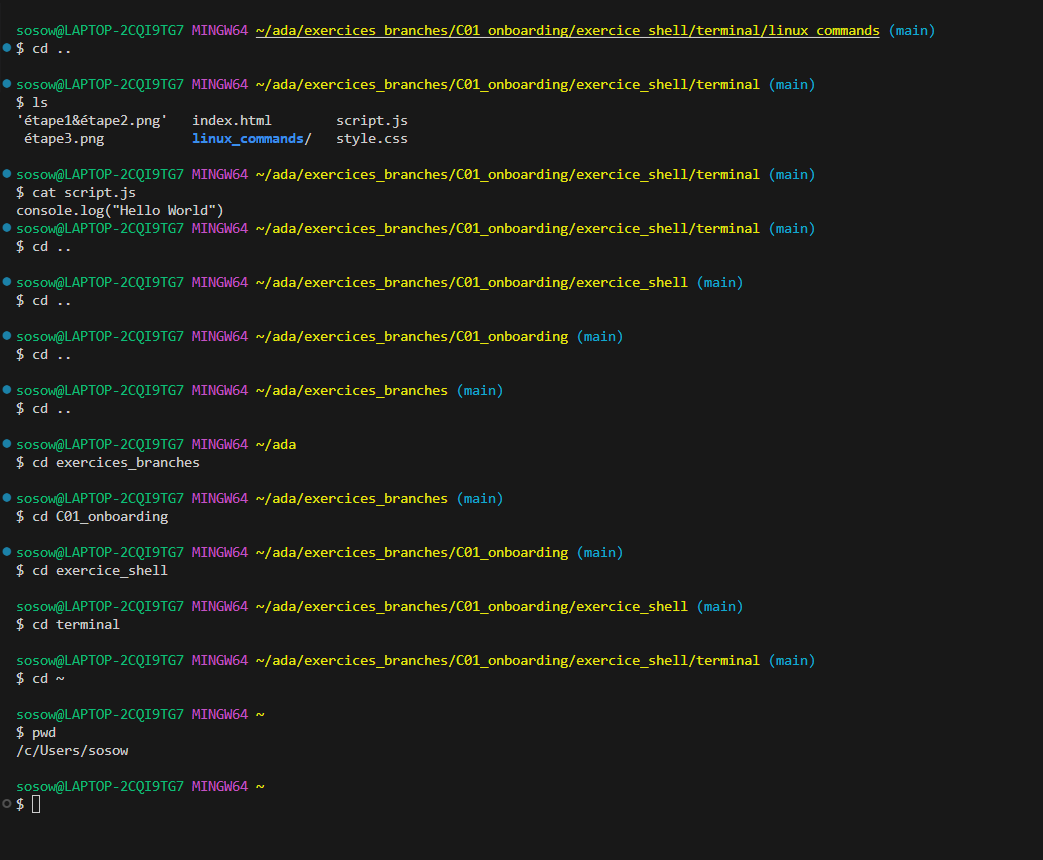 sosow@LAPTOP-2CQI9TG7 MINGW64 ~/ada/exercices_branches/C01_onboarding/exercice_shell/terminal/linux_commands (main)
$ cd ..
sosow@LAPTOP-2CQI9TG7 MINGW64 ~/ada/exercices_branches/C01_onboarding/exercice_shell/terminal (main)
$ ls
'étape1&étape2.png'   index.html        script.js
 étape3.png           linux_commands/   style.css
sosow@LAPTOP-2CQI9TG7 MINGW64 ~/ada/exercices_branches/C01_onboarding/exercice_shell/terminal (main)
$ cat script.js
console.log("Hello World")
sosow@LAPTOP-2CQI9TG7 MINGW64 ~/ada/exercices_branches/C01_onboarding/exercice_shell/terminal (main)
$ cd ..
sosow@LAPTOP-2CQI9TG7 MINGW64 ~/ada/exercices_branches/C01_onboarding/exercice_shell (main)
$ cd ..
sosow@LAPTOP-2CQI9TG7 MINGW64 ~/ada/exercices_branches/C01_onboarding (main)
$ cd ..
sosow@LAPTOP-2CQI9TG7 MINGW64 ~/ada/exercices_branches (main)
$ cd ..
sosow@LAPTOP-2CQI9TG7 MINGW64 ~/ada
$ cd exercices_branches
sosow@LAPTOP-2CQI9TG7 MINGW64 ~/ada/exercices_branches (main)
$ cd C01_onboarding
sosow@LAPTOP-2CQI9TG7 MINGW64 ~/ada/exercices_branches/C01_onboarding (main)
$ cd exercice_shell
sosow@LAPTOP-2CQI9TG7 MINGW64 ~/ada/exercices_branches/C01_onboarding/exercice_shell (main)
$ cd terminal
sosow@LAPTOP-2CQI9TG7 MINGW64 ~/ada/exercices_branches/C01_onboarding/exercice_shell/terminal (main)
$ cd ~
sosow@LAPTOP-2CQI9TG7 MINGW64 ~
$ pwd
/c/Users/sosow
sosow@LAPTOP-2CQI9TG7 MINGW64 ~
$